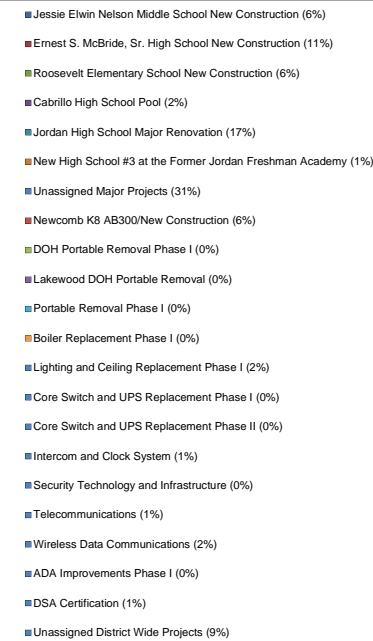 Jessie Elwin Nelson Middle School New Construction (6%)
Ernest S. McBride, Sr. High School New Construction (11%)
Roosevelt Elementary School New Construction (6%)
Cabrillo High School Pool (2%)
Jordan High School Major Renovation (17%)
New High School #3 at the Former Jordan Freshman Academy (1%)
Unassigned Major Projects (31%)
Newcomb K8 AB300/New Construction (6%)
DOH Portable Removal Phase I (0%)
Lakewood DOH Portable Removal (0%)
Portable Removal Phase I (0%)
Boiler Replacement Phase I (0%)
Lighting and Ceiling Replacement Phase I (2%)
Core Switch and UPS Replacement Phase I (0%)
Core Switch and UPS Replacement Phase II (0%)
Intercom and Clock System (1%)
Security Technology and Infrastructure (0%)
Telecommunications (1%)
Wireless Data Communications (2%)
ADA Improvements Phase I (0%)
DSA Certification (1%)
Unassigned District Wide Projects (9%)